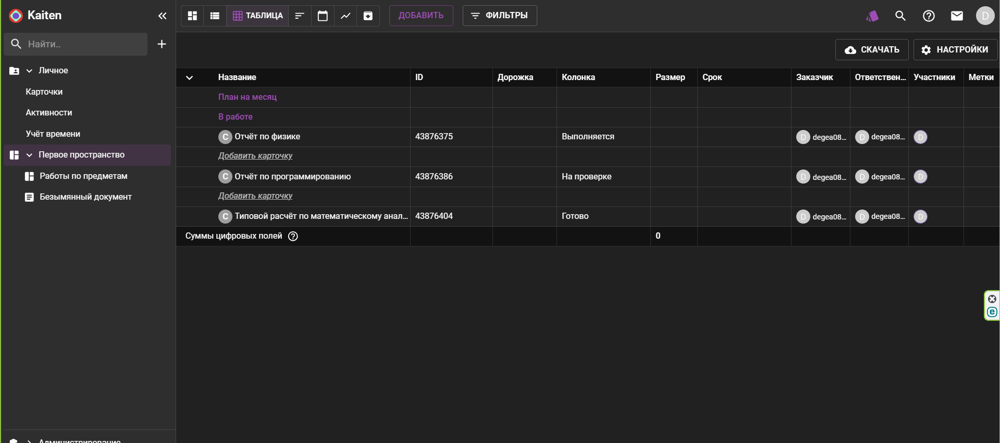 Kaiten
Найти..
Личное
Карточки
Активности
Учёт времени
Первое пространство
Работы по предметам
Безымянный документ
Администрирование
ТАБЛИЦА
ДОБАВИТЬ
ФИЛЬТРЫ
D
СКАЧАТЬ
НАСТРОЙКИ
Название ID Дорожка Колонка Размер Срок Заказчик Ответствен... Участники Метки
План на месяц
В работе
C Отчёт по физике 43876375 Выполняется D degea08... D degea08... D
Добавить карточку
C Отчёт по программированию 43876386 На проверке D degea08... D degea08... D
Добавить карточку
C Типовой расчёт по математическому анал... 43876404 Готово D degea08... D degea08... D
Суммы цифровых полей 0
e